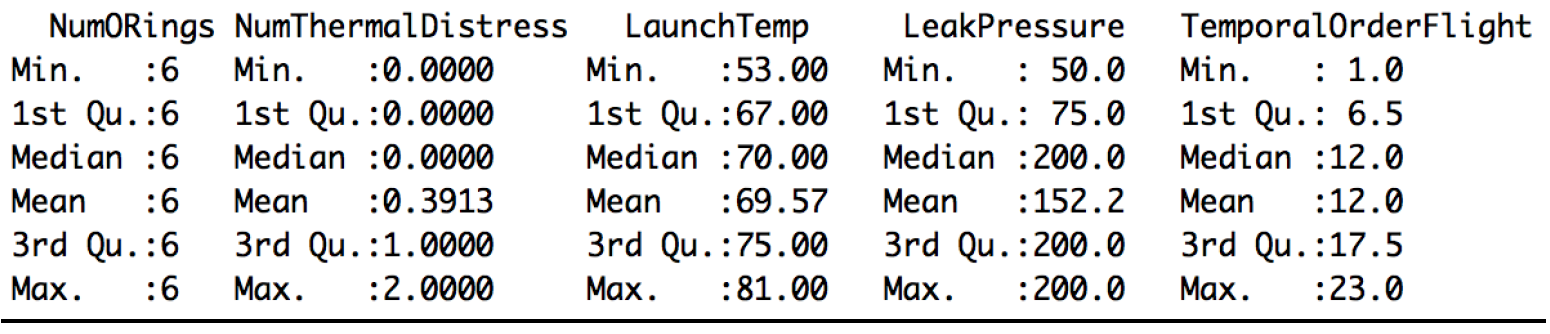 NumORings NumThermalDistress LaunchTemp LeakPressure TemporalOrderFlight
Min. :6 Min. :0.0000 Min. :53.00 Min. : 50.0 Min. : 1.0
1st Qu.:6 1st Qu.:0.0000 1st Qu.:67.00 1st Qu.: 75.0 1st Qu.: 6.5
Median :6 Median :0.0000 Median :70.00 Median :200.0 Median :12.0
Mean :6 Mean :0.3913 Mean :69.57 Mean :152.2 Mean :12.0
3rd Qu.:6 3rd Qu.:1.0000 3rd Qu.:75.00 3rd Qu.:200.0 3rd Qu.:17.5
Max. :6 Max. :2.0000 Max. :81.00 Max. :200.0 Max. :23.0